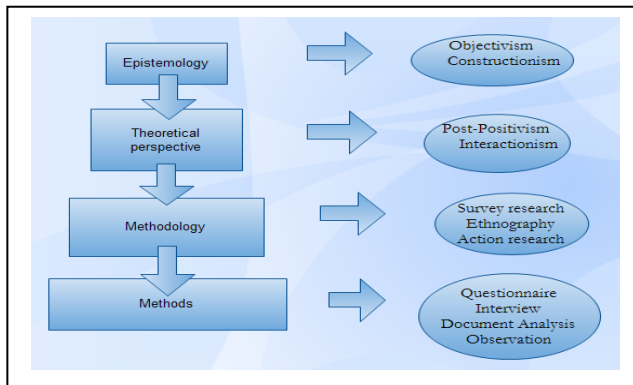 Epistemology
Objectivism
Constructionism
Theoretical
perspective
Post-Positivism
Interactionism
Methodology
Survey research
Ethnography
Action research
Methods
Questionnaire
Interview
Document Analysis
Observation